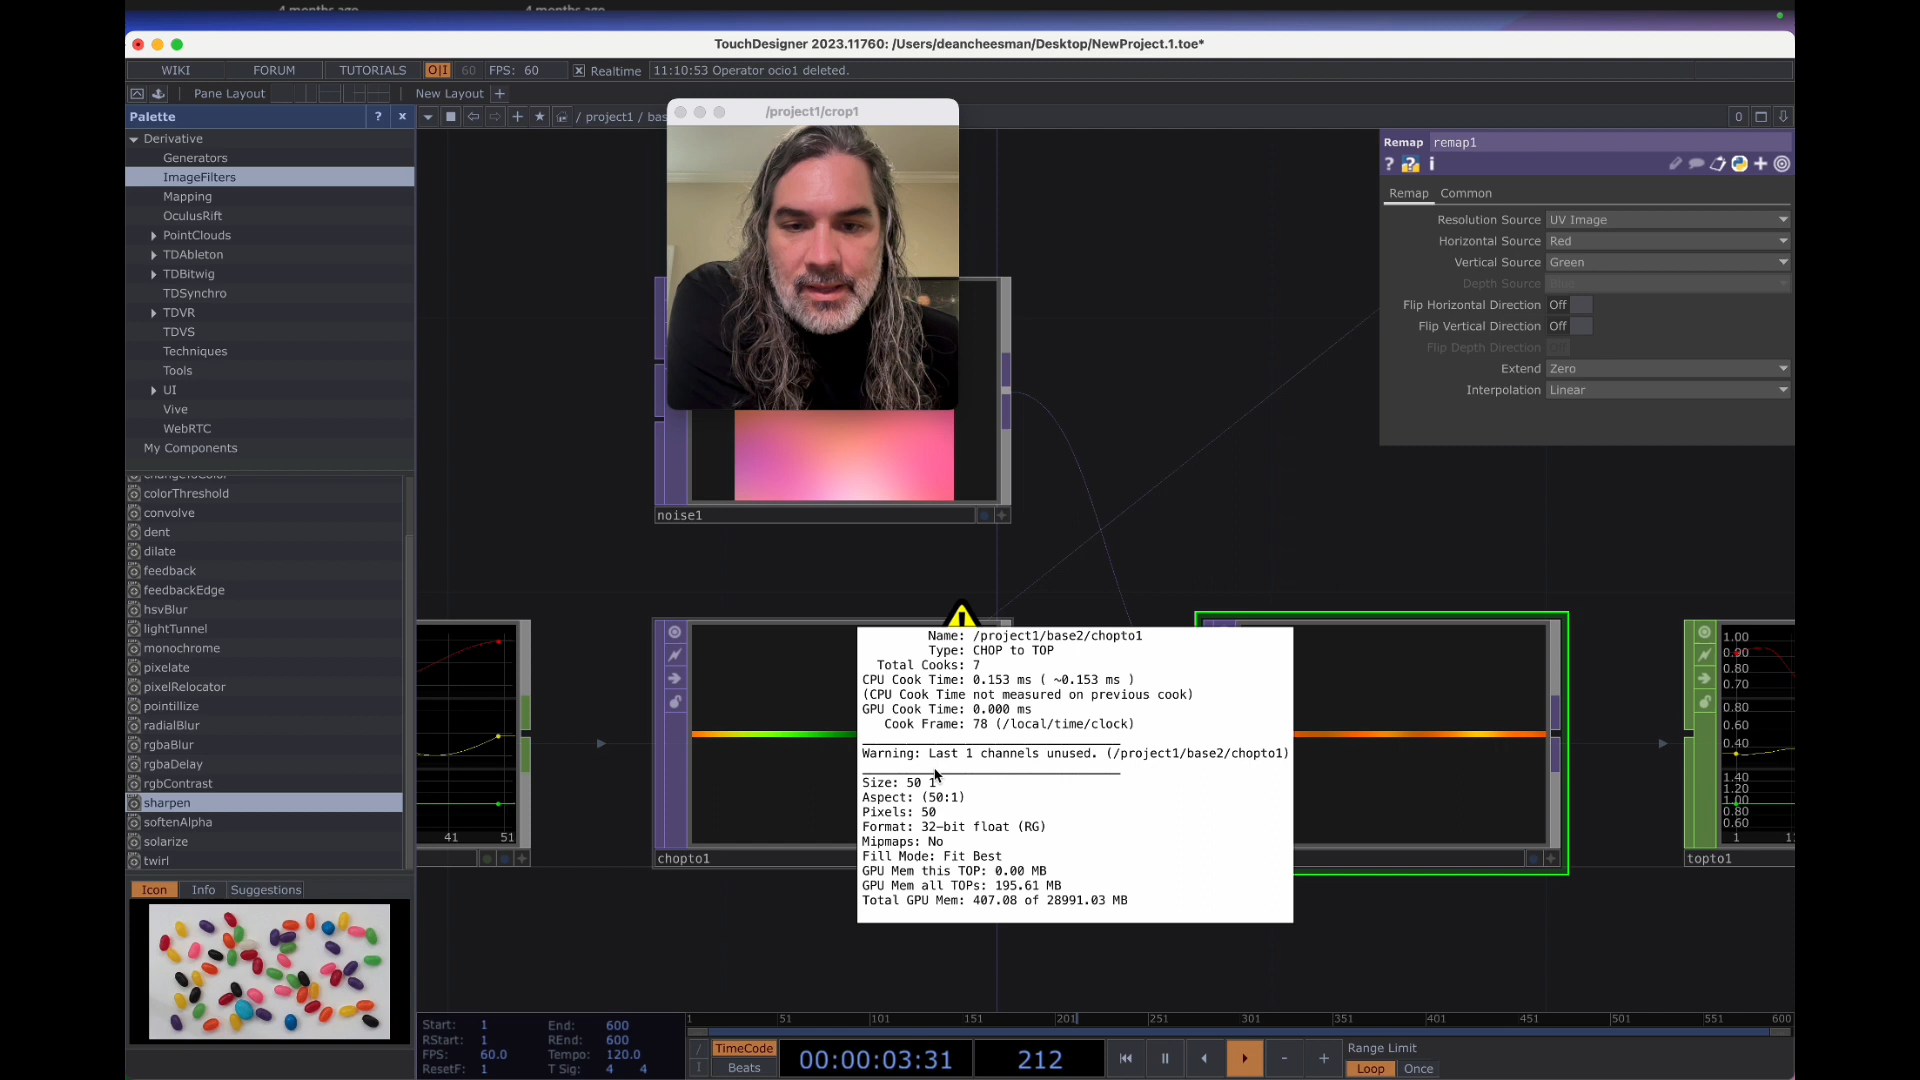 4 months ago 4 months ago
TouchDesigner 2023.11760: /Users/deancheesman/Desktop/NewProject.1.toe*
WIKI FORUM TUTORIALS O|I 60 FPS: 60 Realtime 11:10:53 Operator ocio1 deleted.
Pane Layout New Layout +
Palette ? x
/ project1 / bas
0
/project1/crop1
Derivative
Generators
ImageFilters
Mapping
OculusRift
PointClouds
TDAbleton
TDBitwig
TDSynchro
TDVR
TDVS
Techniques
Tools
UI
Vive
WebRTC
My Components
colorThreshold
convolve
dent
dilate
feedback
feedbackEdge
hsvBlur
lightTunnel
monochrome
pixelate
pixelRelocator
pointillize
radialBlur
rgbaBlur
rgbaDelay
rgbContrast
sharpen
softenAlpha
solarize
twirl
Icon Info Suggestions
Remap remap1
? ? i
Remap Common
Resolution Source UV Image
Horizontal Source Red
Vertical Source Green
Depth Source Blue
Flip Horizontal Direction Off
Flip Vertical Direction Off
Flip Depth Direction
Extend Zero
Interpolation Linear
noise1
Name: /project1/base2/chopto1
Type: CHOP to TOP
Total Cooks: 7
CPU Cook Time: 0.153 ms ( ~0.153 ms )
(CPU Cook Time not measured on previous cook)
GPU Cook Time: 0.000 ms
Cook Frame: 78 (/local/time/clock)
Warning: Last 1 channels unused. (/project1/base2/chopto1)
Size: 50 1
Aspect: (50:1)
Pixels: 50
Format: 32-bit float (RG)
Mipmaps: No
Fill Mode: Fit Best
GPU Mem this TOP: 0.00 MB
GPU Mem all TOPs: 195.61 MB
Total GPU Mem: 407.08 of 28991.03 MB
41 51
chopto1
1.00
0.90
0.80
0.70
0.80
0.60
0.40
1.40
1.20
1.00
0.80
0.60
1
topto1
Start: 1 End: 600
RStart: 1 REnd: 600
FPS: 60.0 Tempo: 120.0
ResetF: 1 T Sig: 4 4
1 51 101 151 201 251 301 351 401 451 501 551 600
TimeCode
Beats
00:00:03:31 212
- +
Range Limit
Loop Once